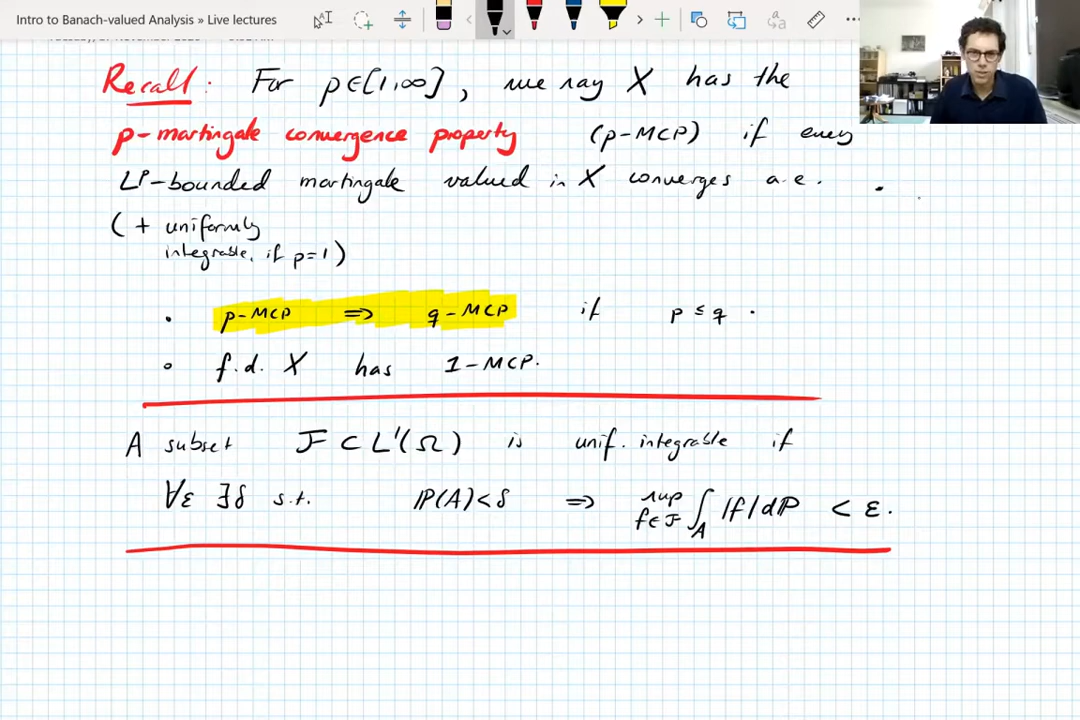 Intro to Banach-valued Analysis » Live lectures
Recall: For p∈[1,∞], we say X has the
p-martingale convergence property (p-MCP) if every
Lᵖ-bounded martingale valued in X converges a.e.
(+ uniformly
integrable, if p=1)
• p-MCP ⇒ q-MCP if p ≤ q.
• f.d. X has 1-MCP.
A subset F ⊂ L¹(Ω) is unif. integrable if
∀ε ∃δ s.t. ℙ(A)<δ ⇒ sup f∈F ∫_A |f|dℙ < ε.